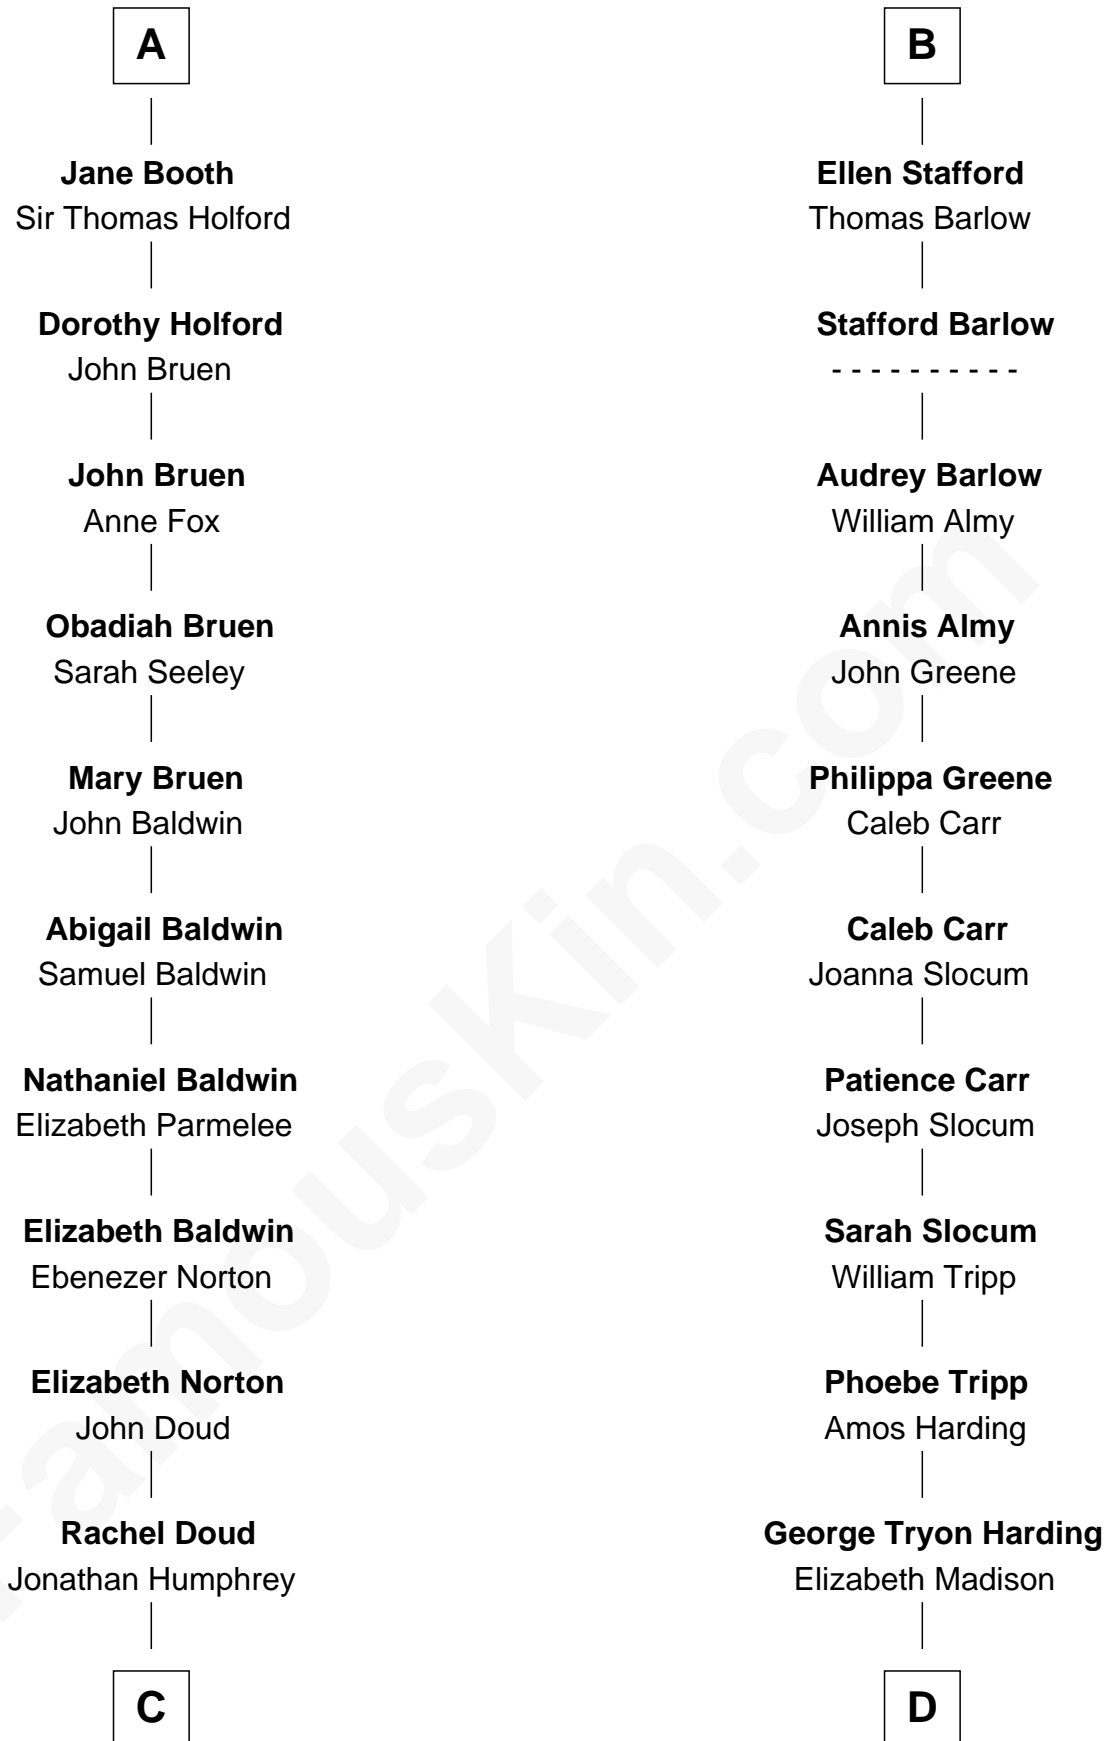 A
Jane Booth
Sir Thomas Holford
Dorothy Holford
John Bruen
John Bruen
Anne Fox
Obadiah Bruen
Sarah Seeley
Mary Bruen
John Baldwin
Abigail Baldwin
Samuel Baldwin
Nathaniel Baldwin
Elizabeth Parmelee
Elizabeth Baldwin
Ebenezer Norton
Elizabeth Norton
John Doud
Rachel Doud
Jonathan Humphrey
C
B
Ellen Stafford
Thomas Barlow
Stafford Barlow
- - - - - - - - - -
Audrey Barlow
William Almy
Annis Almy
John Greene
Philippa Greene
Caleb Carr
Caleb Carr
Joanna Slocum
Patience Carr
Joseph Slocum
Sarah Slocum
William Tripp
Phoebe Tripp
Amos Harding
George Tryon Harding
Elizabeth Madison
D
FamousKin.com